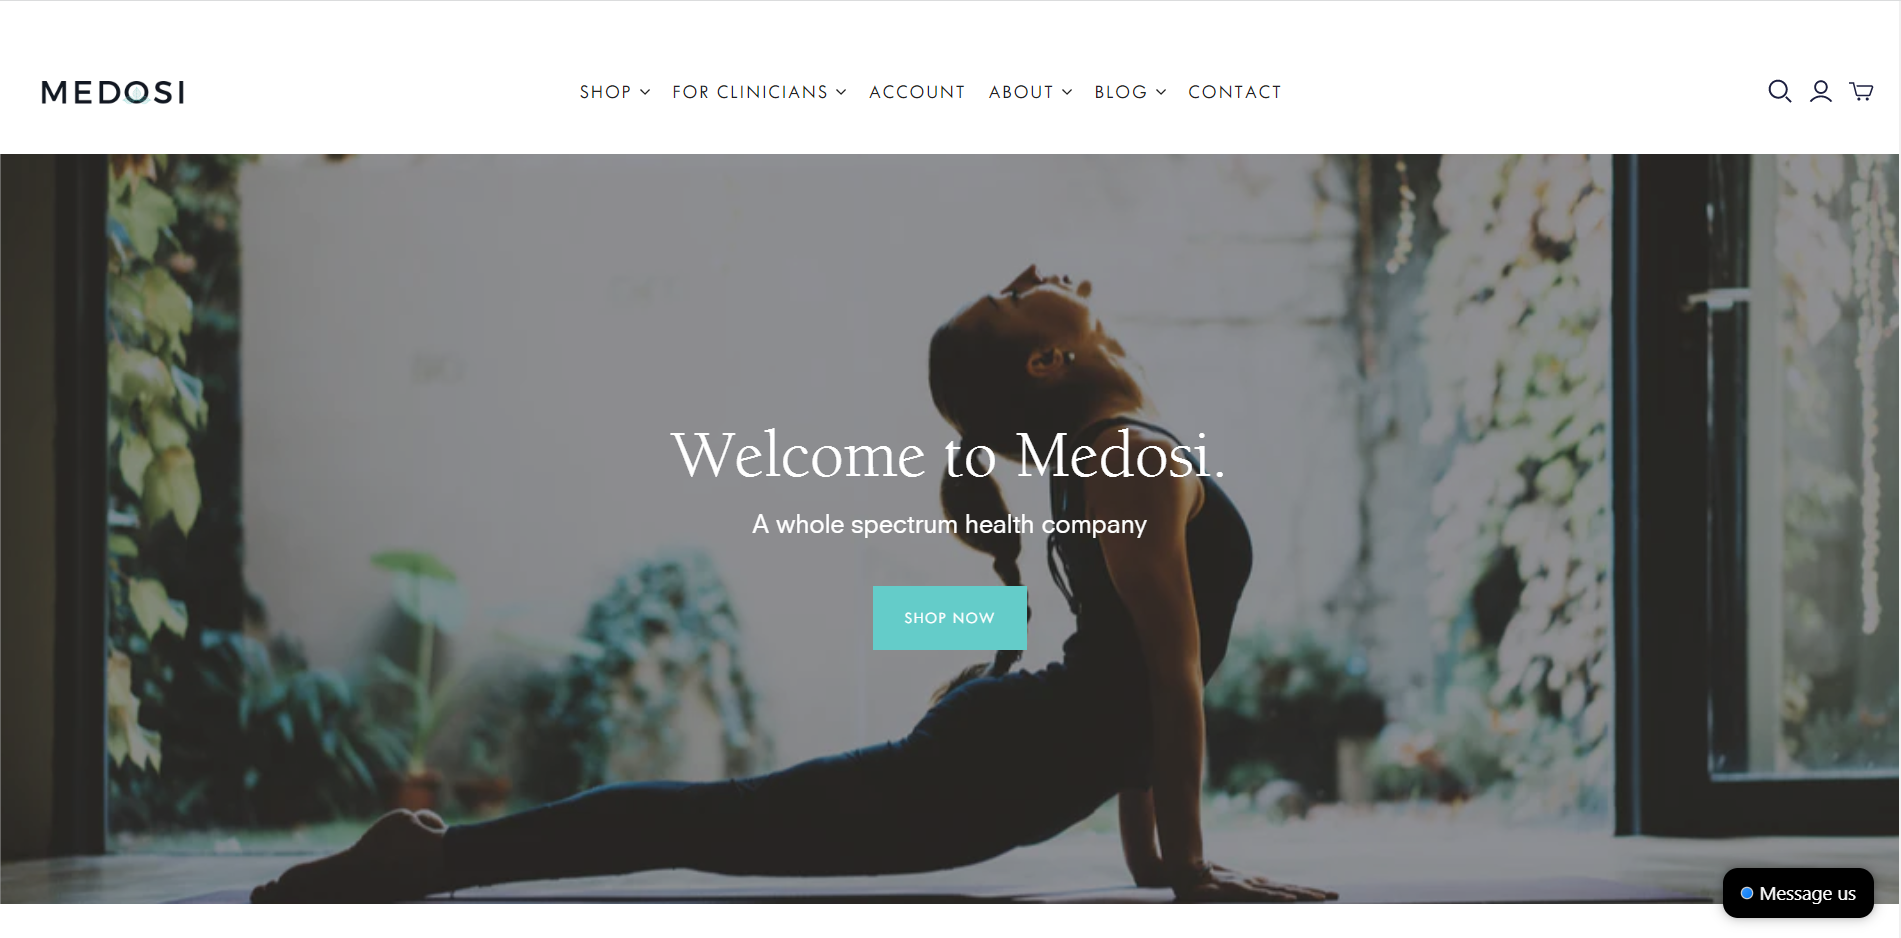 MEDOSI
SHOP FOR CLINICIANS ACCOUNT ABOUT BLOG CONTACT
Welcome to Medosi.
A whole spectrum health company
SHOP NOW
Message us